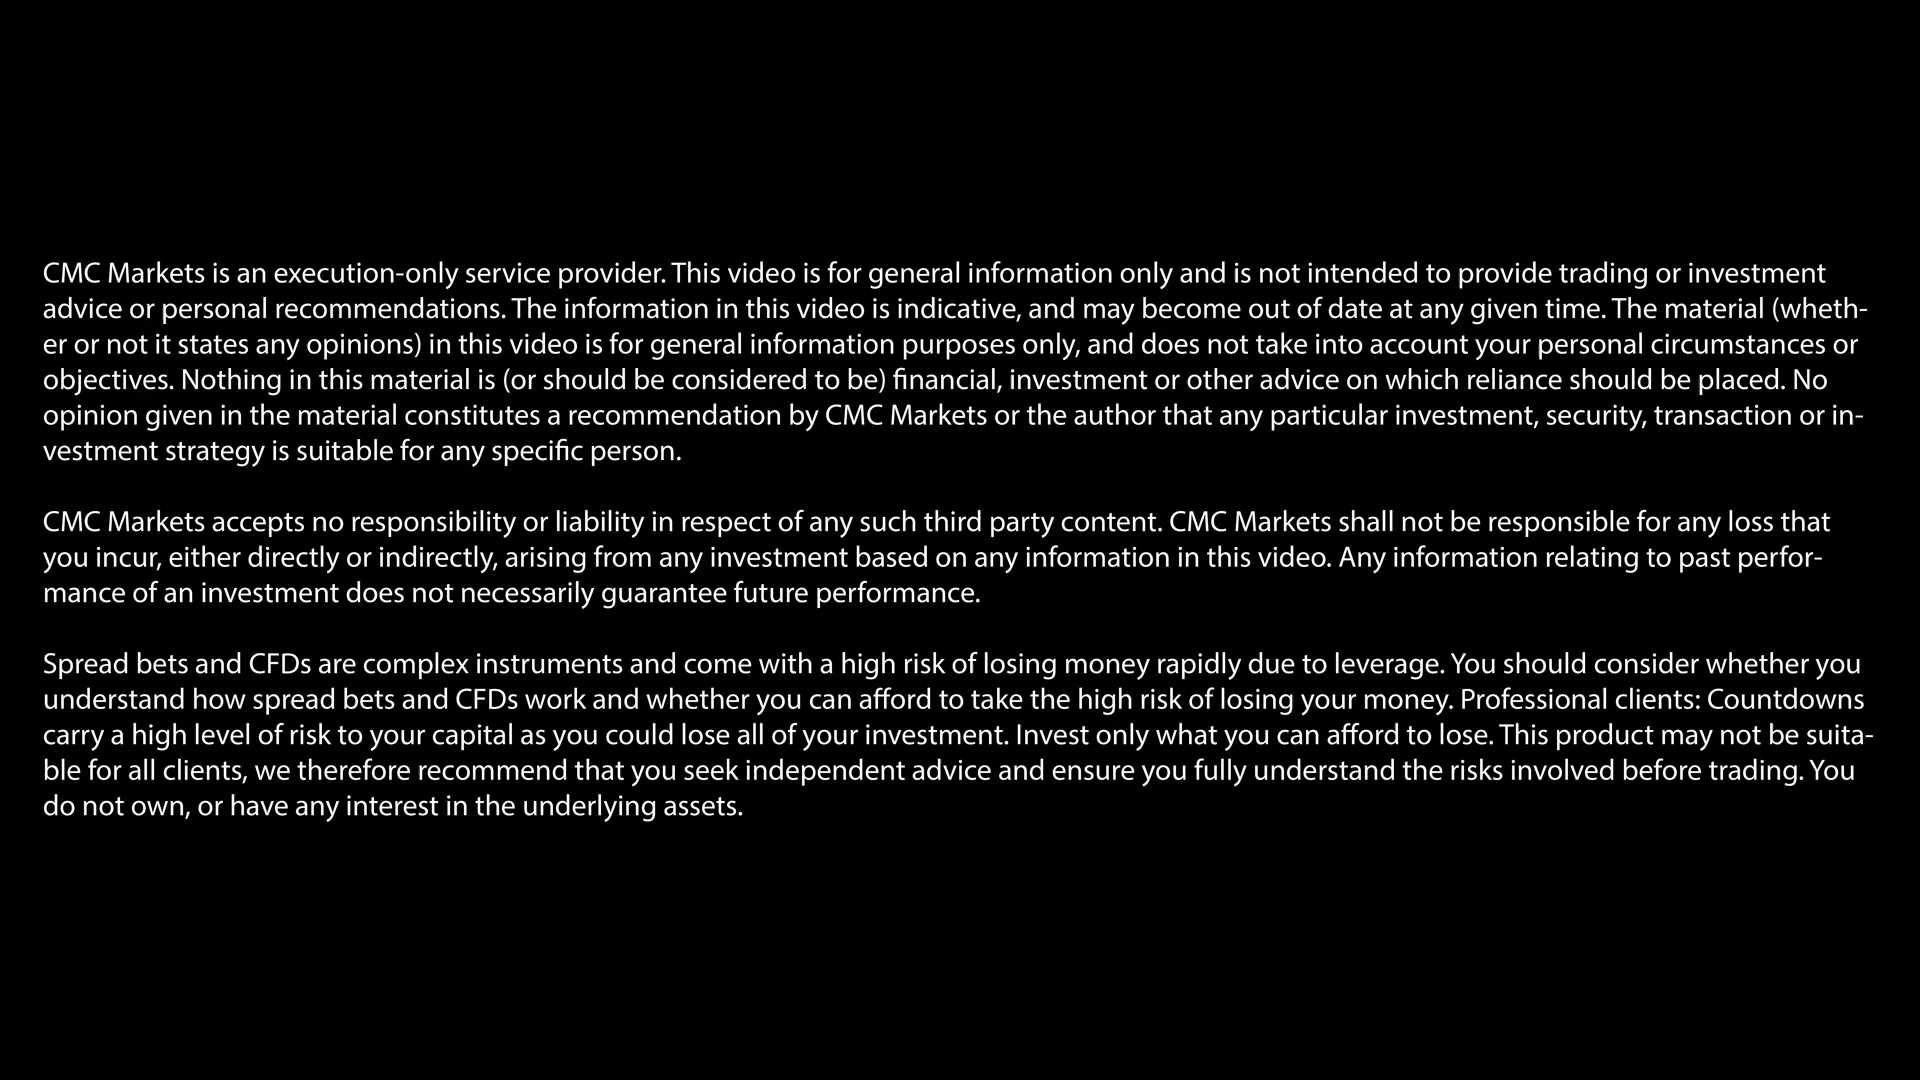 CMC Markets is an execution-only service provider. This video is for general information only and is not intended to provide trading or investment
advice or personal recommendations. The information in this video is indicative, and may become out of date at any given time. The material (wheth-
er or not it states any opinions) in this video is for general information purposes only, and does not take into account your personal circumstances or
objectives. Nothing in this material is (or should be considered to be) financial, investment or other advice on which reliance should be placed. No
opinion given in the material constitutes a recommendation by CMC Markets or the author that any particular investment, security, transaction or in-
vestment strategy is suitable for any specific person.
CMC Markets accepts no responsibility or liability in respect of any such third party content. CMC Markets shall not be responsible for any loss that
you incur, either directly or indirectly, arising from any investment based on any information in this video. Any information relating to past perfor-
mance of an investment does not necessarily guarantee future performance.
Spread bets and CFDs are complex instruments and come with a high risk of losing money rapidly due to leverage. You should consider whether you
understand how spread bets and CFDs work and whether you can afford to take the high risk of losing your money. Professional clients: Countdowns
carry a high level of risk to your capital as you could lose all of your investment. Invest only what you can afford to lose. This product may not be suita-
ble for all clients, we therefore recommend that you seek independent advice and ensure you fully understand the risks involved before trading. You
do not own, or have any interest in the underlying assets.